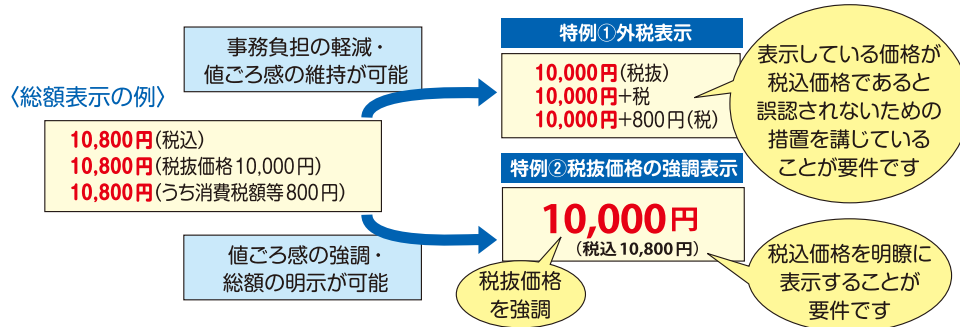 事務負担の軽減・
値ごろ感の維持が可能
〈総額表示の例〉
10,800円(税込)
10,800円(税抜価格10,000円)
10,800円(うち消費税額等800円)
値ごろ感の強調・
総額の明示が可能
特例①外税表示
10,000円(税抜)
10,000円+税
10,000円+800円(税)
表示している価格が
税込価格であると
誤認されないための
措置を講じている
ことが要件です
特例②税抜価格の強調表示
10,000円
(税込10,800円)
税抜価格
を強調
税込価格を明瞭に
表示することが
要件です